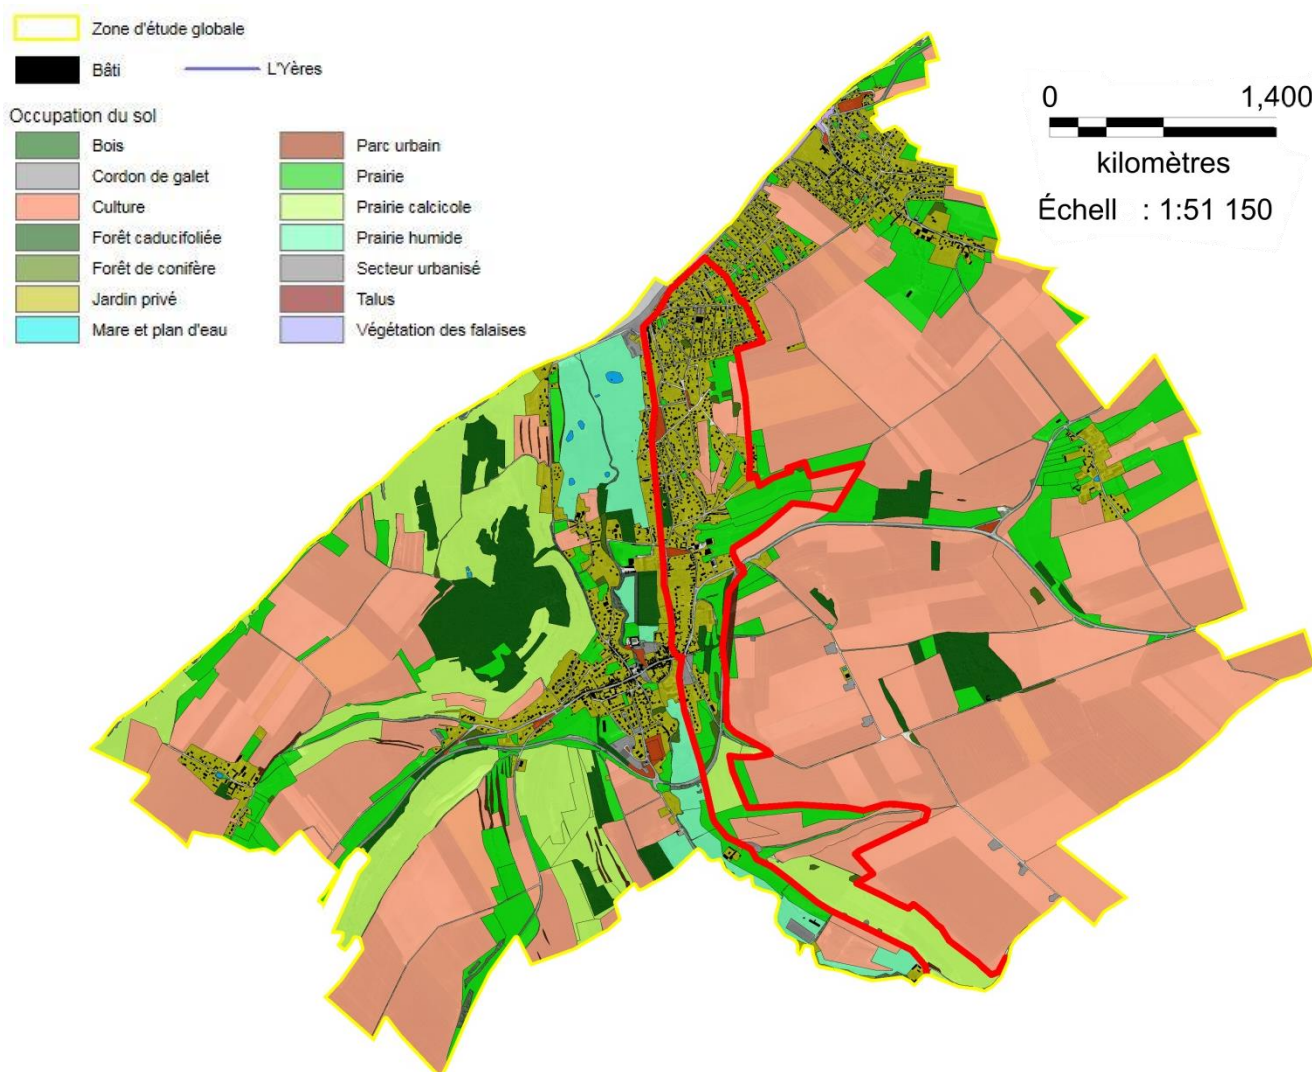 Zone d'étude globale
Bâti
L'Yères
Occupation du sol
Bois
Cordon de galet
Culture
Forêt caducifoliée
Forêt de conifère
Jardin privé
Mare et plan d'eau
Parc urbain
Prairie
Prairie calcicole
Prairie humide
Secteur urbanisé
Talus
Végétation des falaises
0 1,400
kilomètres
Échell : 1:51 150